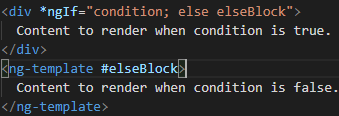 <div *ngIf="condition; else elseBlock">
  Content to render when condition is true.
</div>
<ng-template #elseBlock>
  Content to render when condition is false.
</ng-template>